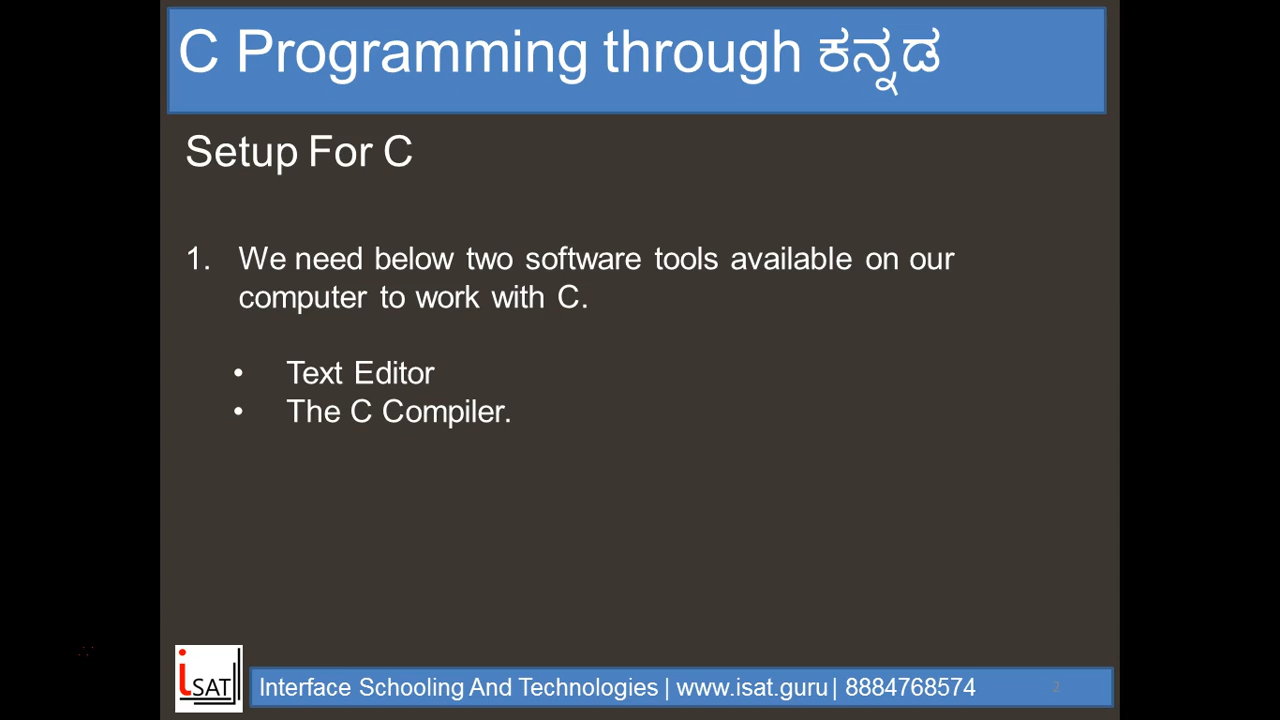 C Programming through ಕನ್ನಡ
Setup For C
1. We need below two software tools available on our
computer to work with C.
• Text Editor
• The C Compiler.
iSAT
Interface Schooling And Technologies | www.isat.guru | 8884768574
2